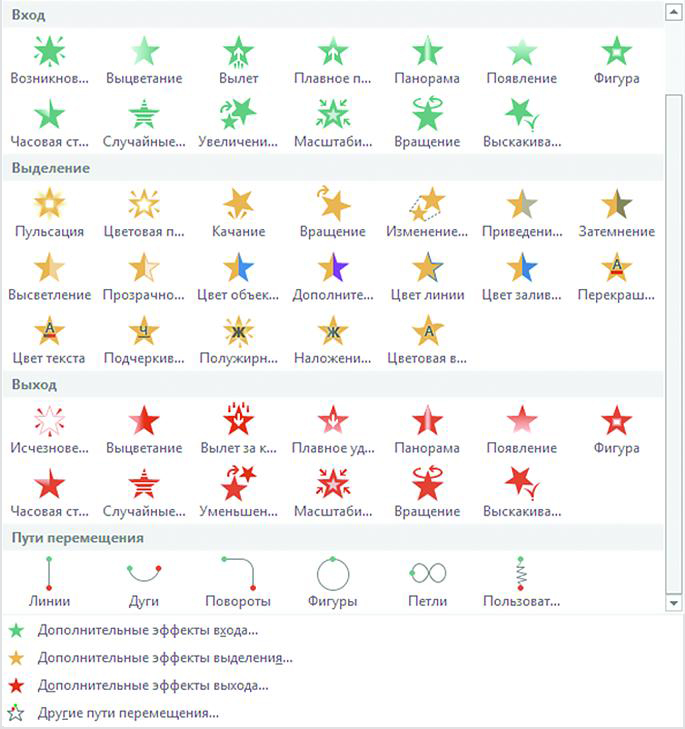 Вход
Возникнов... Выцветание Вылет Плавное п... Панорама Появление Фигура
Часовая ст... Случайные... Увеличени... Масштаби... Вращение Выскакива...
Выделение
Пульсация Цветовая п... Качание Вращение Изменение... Приведени... Затемнение
Высветление Прозрачно... Цвет объек... Дополните... Цвет линии Цвет залив... Перекраш...
Цвет текста Подчеркив... Полужирн... Наложени... Цветовая в...
Выход
Исчезнове... Выцветание Вылет за к... Плавное уд... Панорама Появление Фигура
Часовая ст... Случайные... Уменьшен... Масштаби... Вращение Выскакива...
Пути перемещения
Линии Дуги Повороты Фигуры Петли Пользоват...
Дополнительные эффекты входа...
Дополнительные эффекты выделения...
Дополнительные эффекты выхода...
Другие пути перемещения...